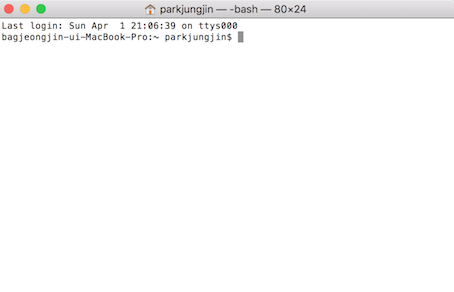 parkjungjin — -bash — 80×24
Last login: Sun Apr  1 21:06:39 on ttys000
bagjeongjin-ui-MacBook-Pro:~ parkjungjin$